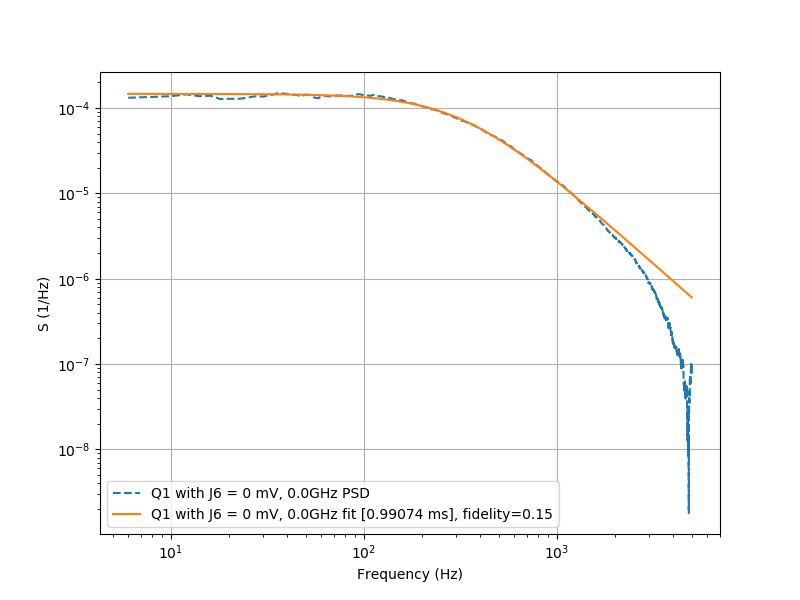 10⁻⁴
10⁻⁵
10⁻⁶
10⁻⁷
10⁻⁸
S (1/Hz)
Q1 with J6 = 0 mV, 0.0GHz PSD
Q1 with J6 = 0 mV, 0.0GHz fit [0.99074 ms], fidelity=0.15
10¹ 10² 10³
Frequency (Hz)